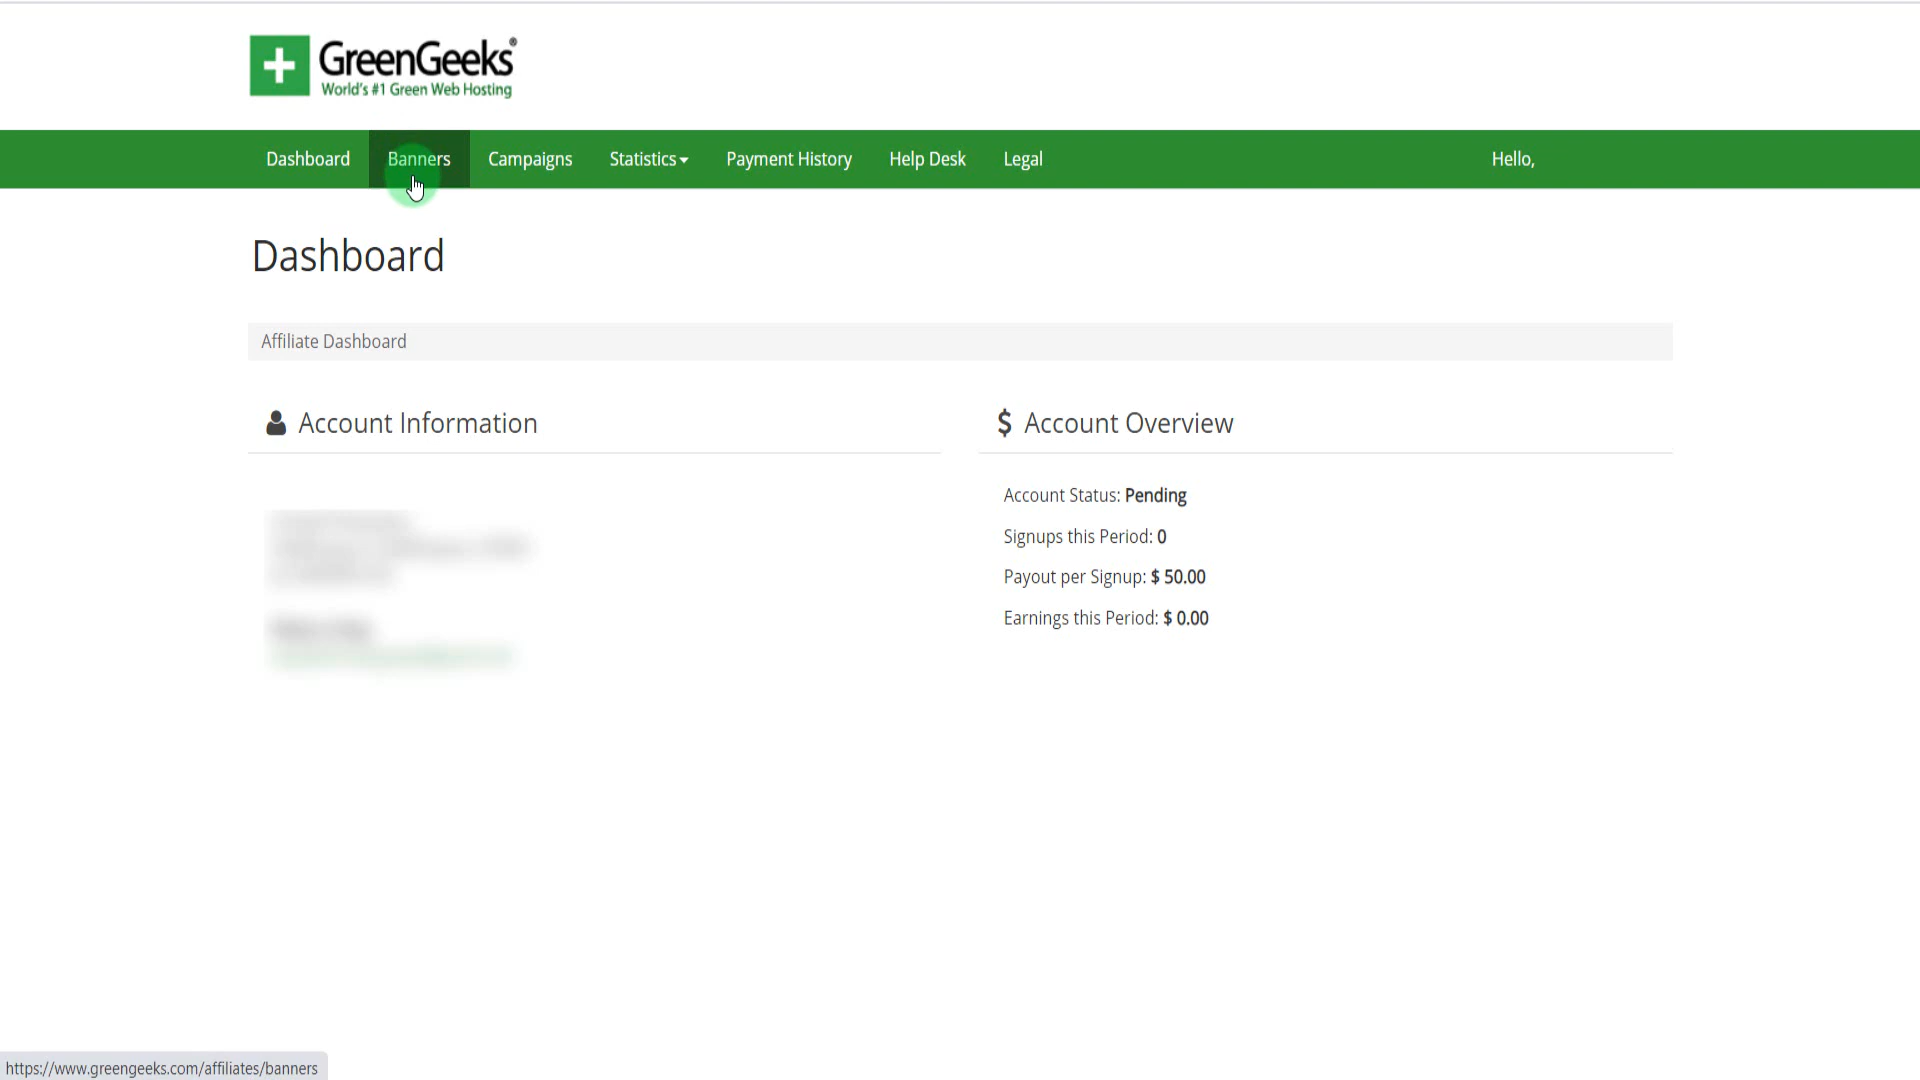 GreenGeeks®
World's #1 Green Web Hosting
Dashboard Banners Campaigns Statistics Payment History Help Desk Legal Hello,
Dashboard
Affiliate Dashboard
Account Information
$ Account Overview
Account Status: Pending
Signups this Period: 0
Payout per Signup: $ 50.00
Earnings this Period: $ 0.00
https://www.greengeeks.com/affiliates/banners